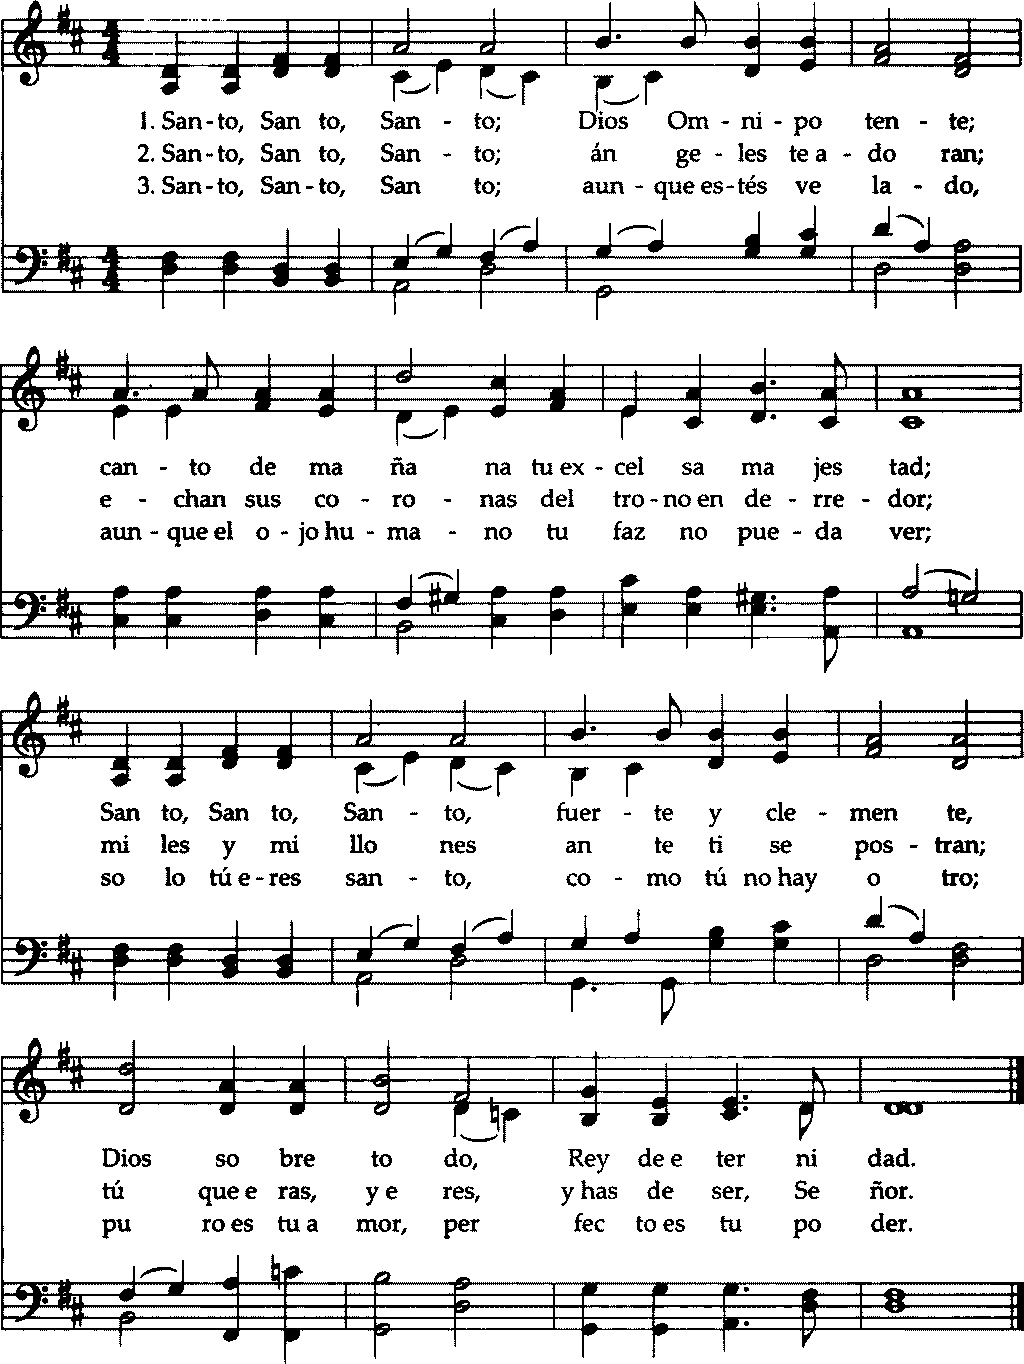 1. San-to, San to, San - to; Dios Om - ni - po ten - te;
2. San-to, San to, San - to; án ge - les te a - do ran;
3. San-to, San-to, San to; aun - que es-tés ve la - do,
can - to de ma ña na tu ex - cel sa ma jes tad;
e - chan sus co - ro - nas del tro - no en de - rre - dor;
aun - que el o - jo hu - ma - no tu faz no pue - da ver;
San to, San to, San - to, fuer - te y cle - men te,
mi les y mi llo nes an te ti se pos - tran;
so lo tú e - res san - to, co - mo tú no hay o tro;
Dios so bre to do, Rey de e ter ni dad.
tú que e ras, y e res, y has de ser, Se ñor.
pu ro es tu a mor, per fec to es tu po der.